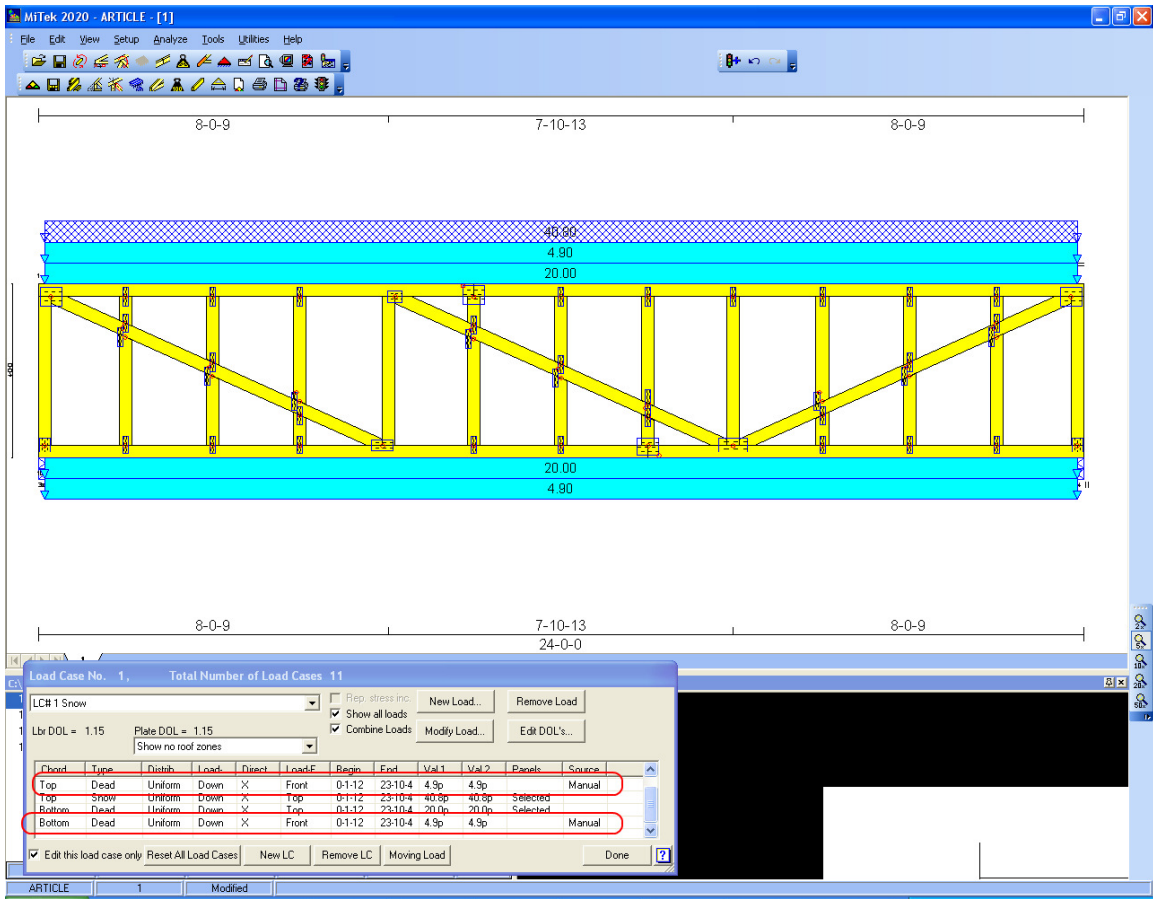 MiTek 2020 - ARTICLE - [1]
File Edit View Setup Analyze Tools Utilities Help
8-0-9 7-10-13 8-0-9
40.80
4.90
20.00
20.00
4.90
8-0-9 7-10-13 8-0-9
24-0-0
1
Load Case No. 1, Total Number of Load Cases 11
LC# 1 Snow
Rep. stress inc.
New Load...
Remove Load
Show all loads
Lbr DOL = 1.15 Plate DOL = 1.15
Combine Loads
Modify Load...
Edit DOL's...
Show no roof zones
Chord Type Distrib Load- Direct Load-F Begin End Val 1 Val 2 Panels Source
Top Dead Uniform Down X Front 0-1-12 23-10-4 4.9p 4.9p Manual
Top Snow Uniform Down X Top 0-1-12 23-10-4 40.8p 40.8p Selected
Bottom Dead Uniform Down X Top 0-1-12 23-10-4 20.0p 20.0p Selected
Bottom Dead Uniform Down X Front 0-1-12 23-10-4 4.9p 4.9p Manual
Edit this load case only Reset All Load Cases New LC Remove LC Moving Load Done ?
ARTICLE 1 Modified
2x
5x
10x
20x
50x